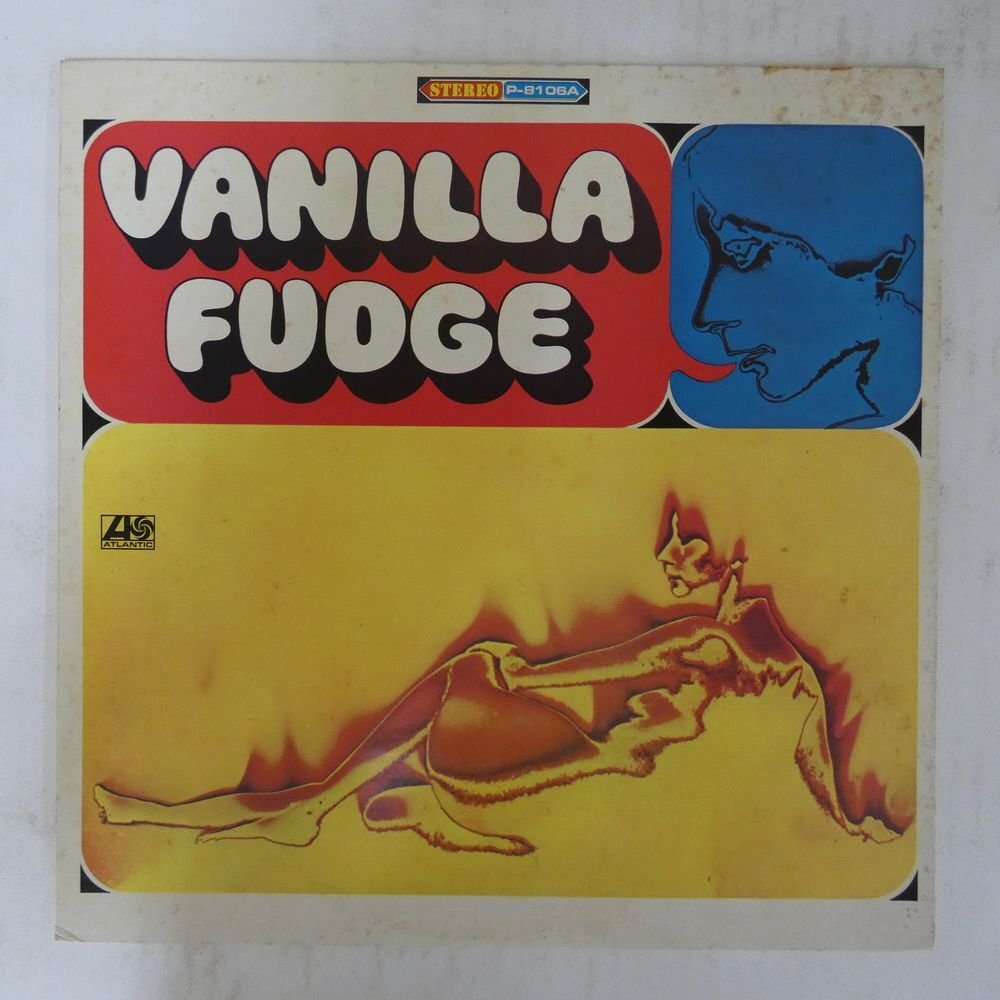 STEREO P-8106A
VANILLA
FUDGE
ATLANTIC